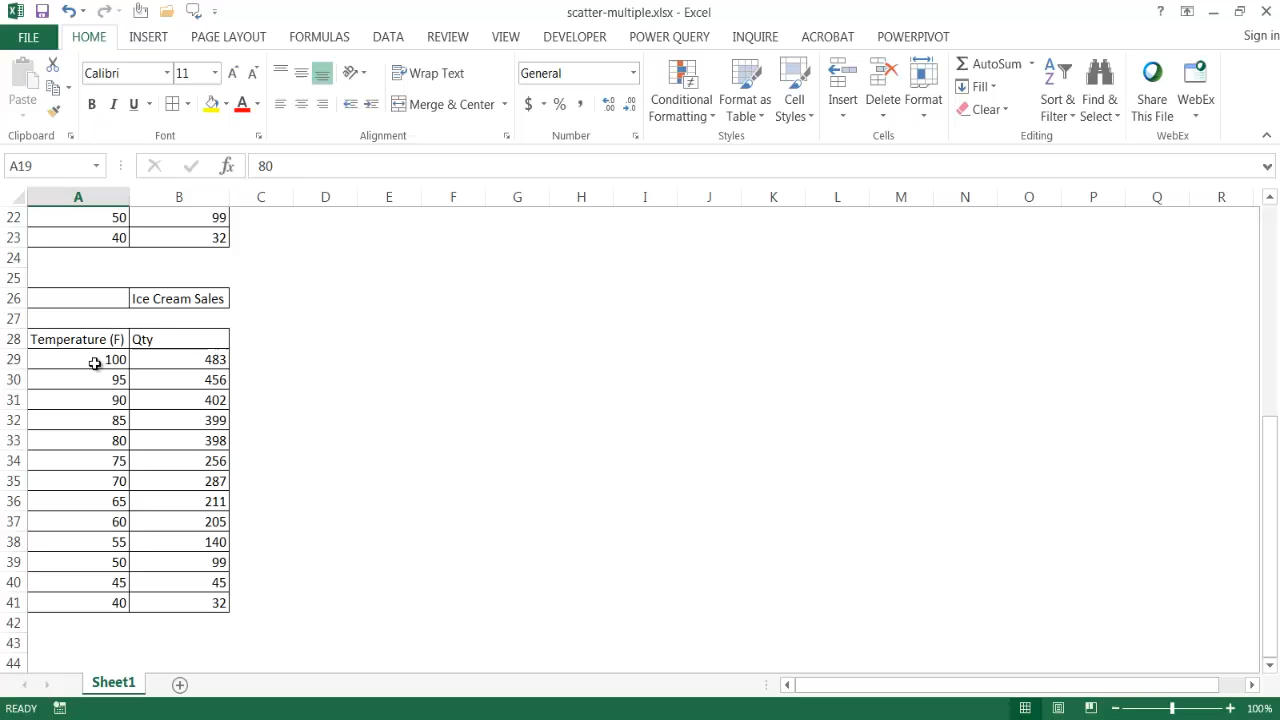 scatter-multiple.xlsx - Excel
?
FILE HOME INSERT PAGE LAYOUT FORMULAS DATA REVIEW VIEW DEVELOPER POWER QUERY INQUIRE ACROBAT POWERPIVOT Sign in
Paste
Clipboard
Calibri 11
B I U
Font
Wrap Text
Merge & Center
Alignment
General
$ % ,
Number
Conditional Formatting
Format as Table
Cell Styles
Styles
Insert Delete Format
Cells
AutoSum
Fill
Clear
Sort & Filter
Find & Select
Editing
Share This File
WebEx
WebEx
A19 fx 80
A B C D E F G H I J K L M N O P Q R
22 50 99
23 40 32
24
25
26 Ice Cream Sales
27
28 Temperature (F) Qty
29 100 483
30 95 456
31 90 402
32 85 399
33 80 398
34 75 256
35 70 287
36 65 211
37 60 205
38 55 140
39 50 99
40 45 45
41 40 32
42
43
44
Sheet1
READY 100%